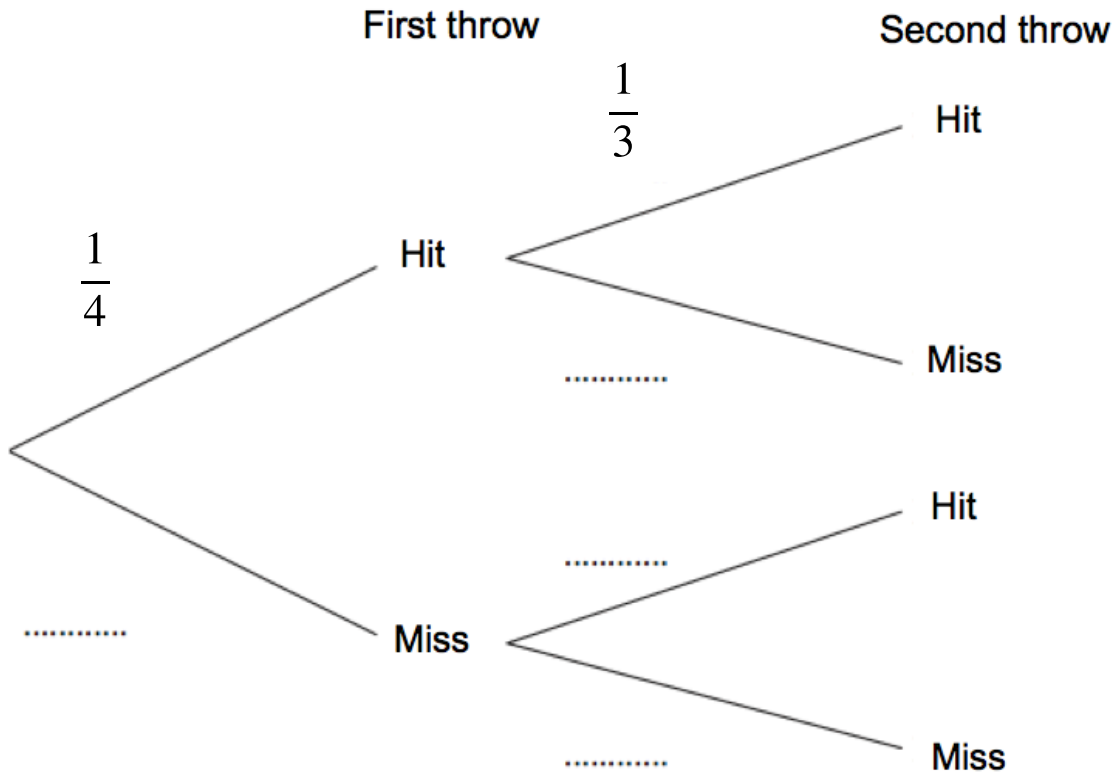 First throw
Second throw
1/3
Hit
1/4
Hit
Miss
............
Hit
............
............
Miss
............
Miss